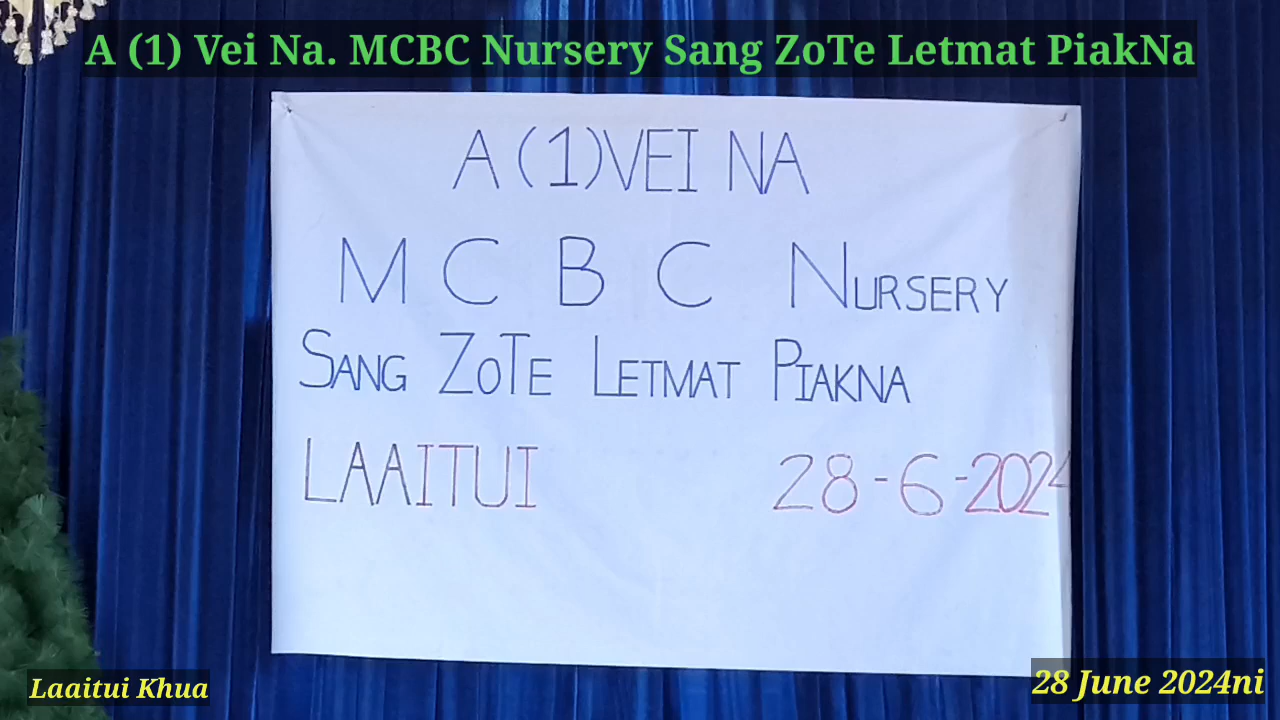 A (1) Vei Na. MCBC Nursery Sang ZoTe Letmat PiakNa
A (1) VEI NA
M C B C NURSERY
SANG ZOTE LETMAT PIAKNA
LAAITUI 28-6-2024
Laaitui Khua
28 June 2024ni